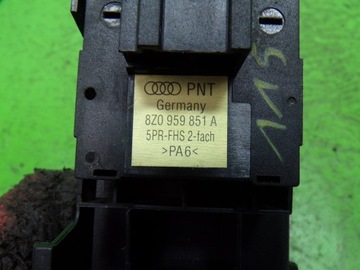 PNT
Germany
8Z0 959 851 A
5PR-FHS 2-fach
>PA6<
115